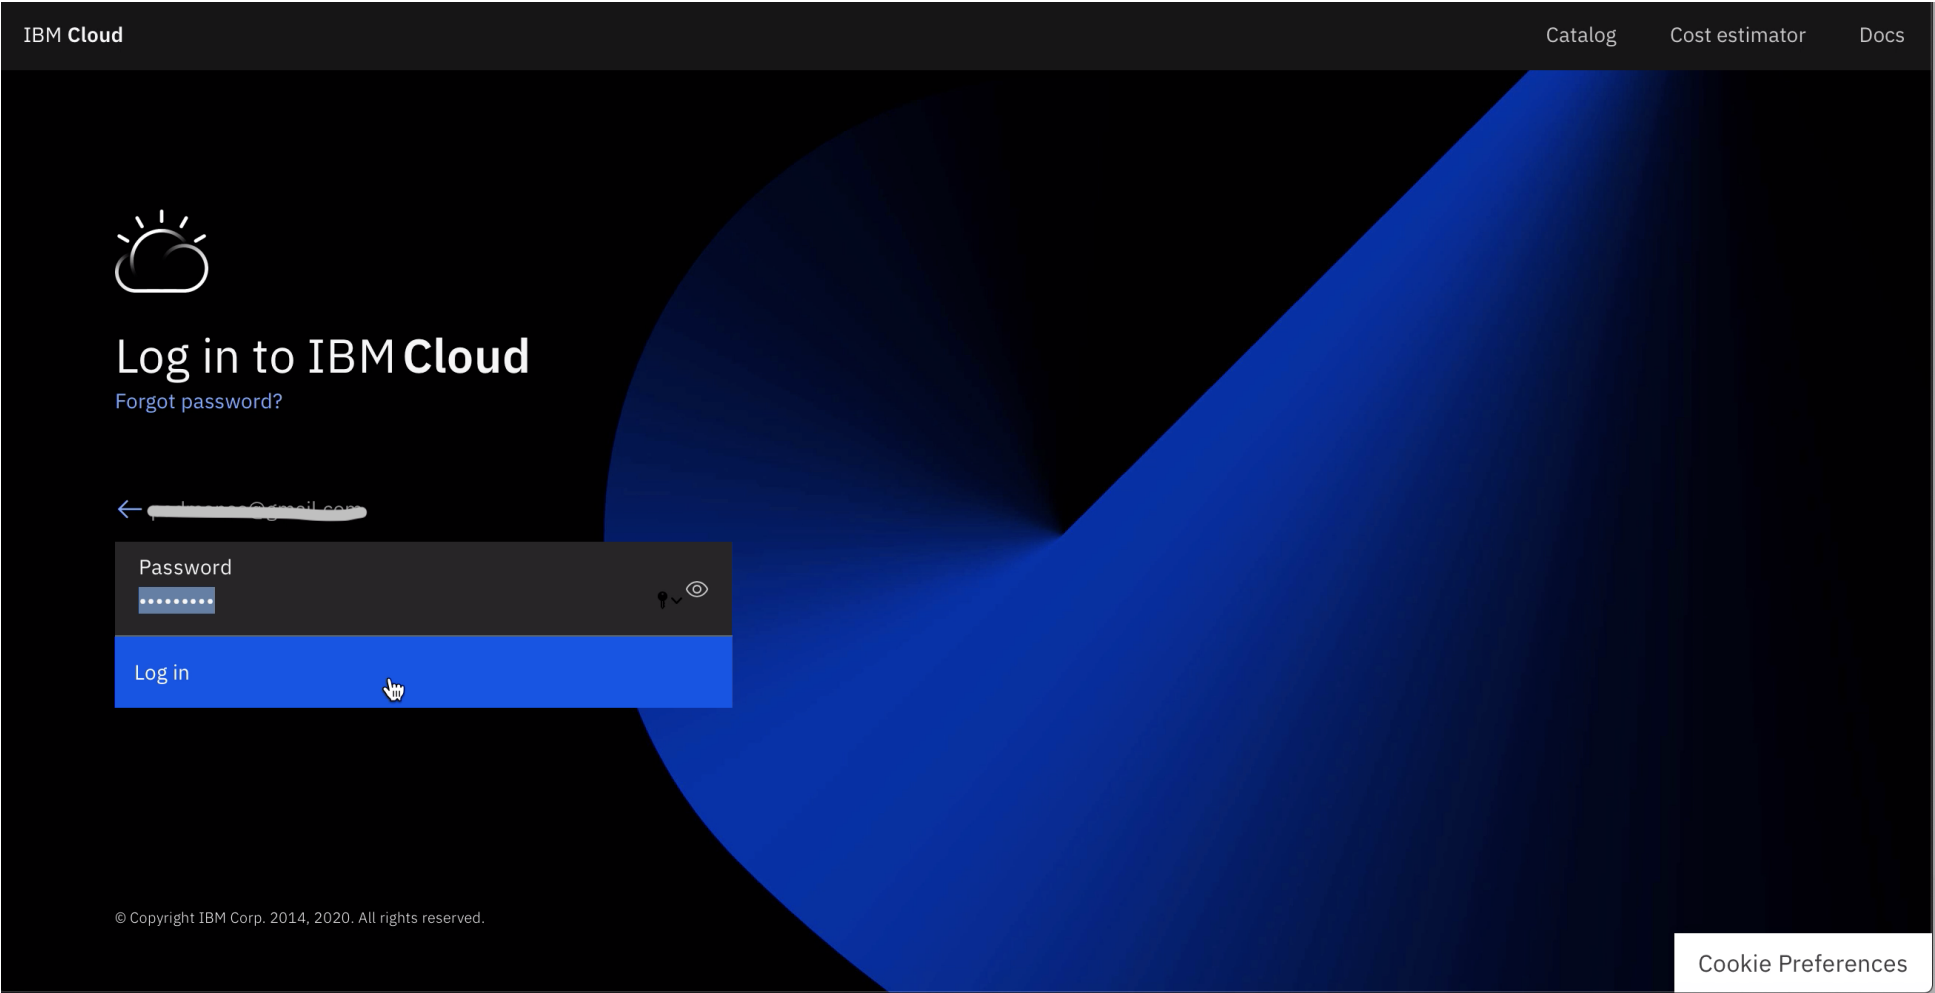 IBM Cloud
Catalog
Cost estimator
Docs
Log in to IBM Cloud
Forgot password?
Password
•••••••••
Log in
© Copyright IBM Corp. 2014, 2020. All rights reserved.
Cookie Preferences